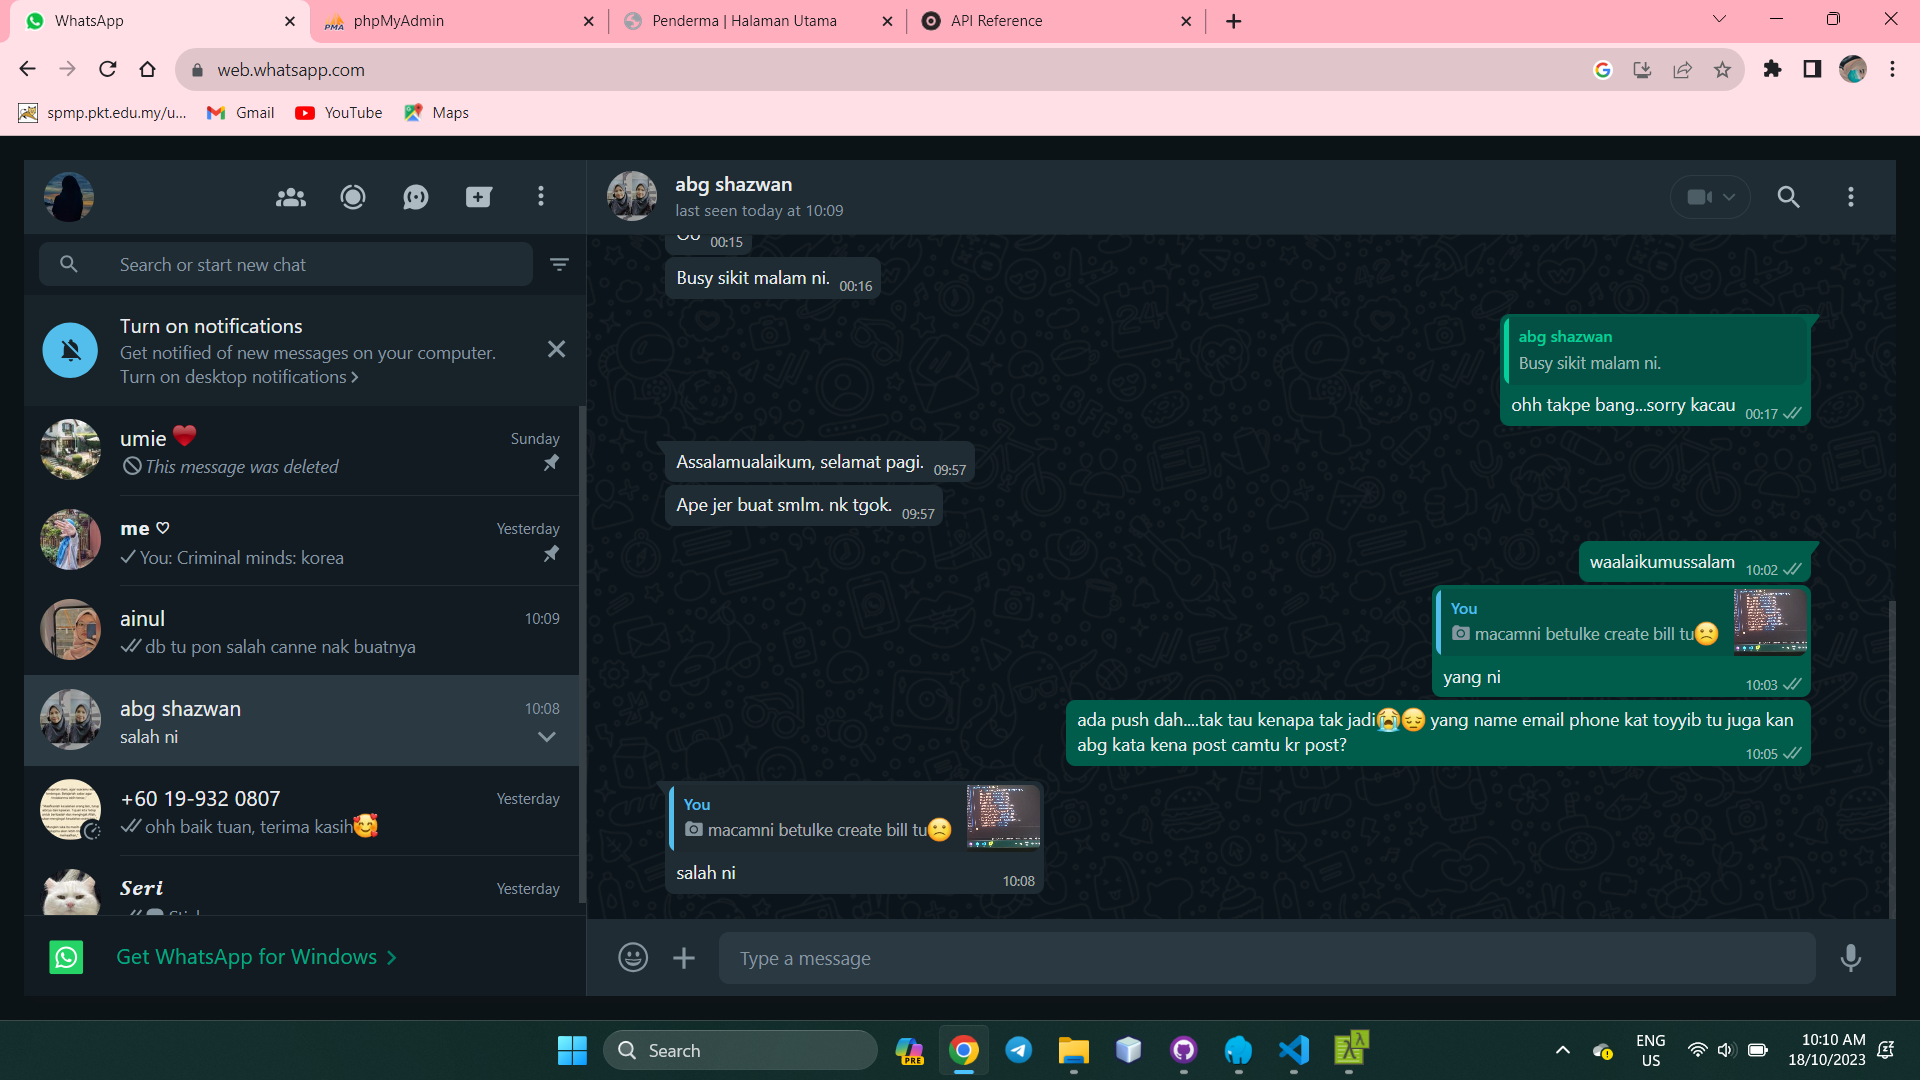 WhatsApp
phpMyAdmin
Penderma | Halaman Utama
API Reference
web.whatsapp.com
spmp.pkt.edu.my/u...
Gmail
YouTube
Maps
abg shazwan
last seen today at 10:09
Search or start new chat
Turn on notifications
Get notified of new messages on your computer.
Turn on desktop notifications >
umie ❤️
Sunday
This message was deleted
me ♡
Yesterday
You: Criminal minds: korea
ainul
10:09
db tu pon salah canne nak buatnya
abg shazwan
10:08
salah ni
+60 19-932 0807
Yesterday
ohh baik tuan, terima kasih🥰
Seri
Yesterday
Get WhatsApp for Windows >
00:15
Busy sikit malam ni. 00:16
abg shazwan
Busy sikit malam ni.
ohh takpe bang...sorry kacau 00:17
Assalamualaikum, selamat pagi. 09:57
Ape jer buat smlm. nk tgok. 09:57
waalaikumussalam 10:02
You
macamni betulke create bill tu🙁
yang ni 10:03
ada push dah....tak tau kenapa tak jadi😭😔 yang name email phone kat toyyib tu juga kan
abg kata kena post camtu kr post? 10:05
You
macamni betulke create bill tu🙁
salah ni 10:08
Type a message
Search
PRE
ENG
US
10:10 AM
18/10/2023